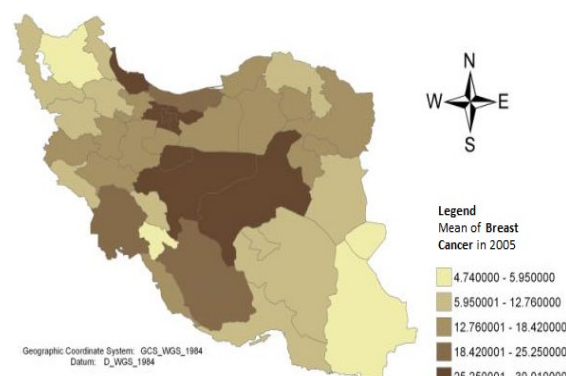 N
W E
S
Legend
Mean of Breast
Cancer in 2005
4.740000 - 5.950000
5.950001 - 12.760000
12.760001 - 18.420000
18.420001 - 25.250000
Geographic Coordinate System: GCS_WGS_1984
Datum: D_WGS_1984